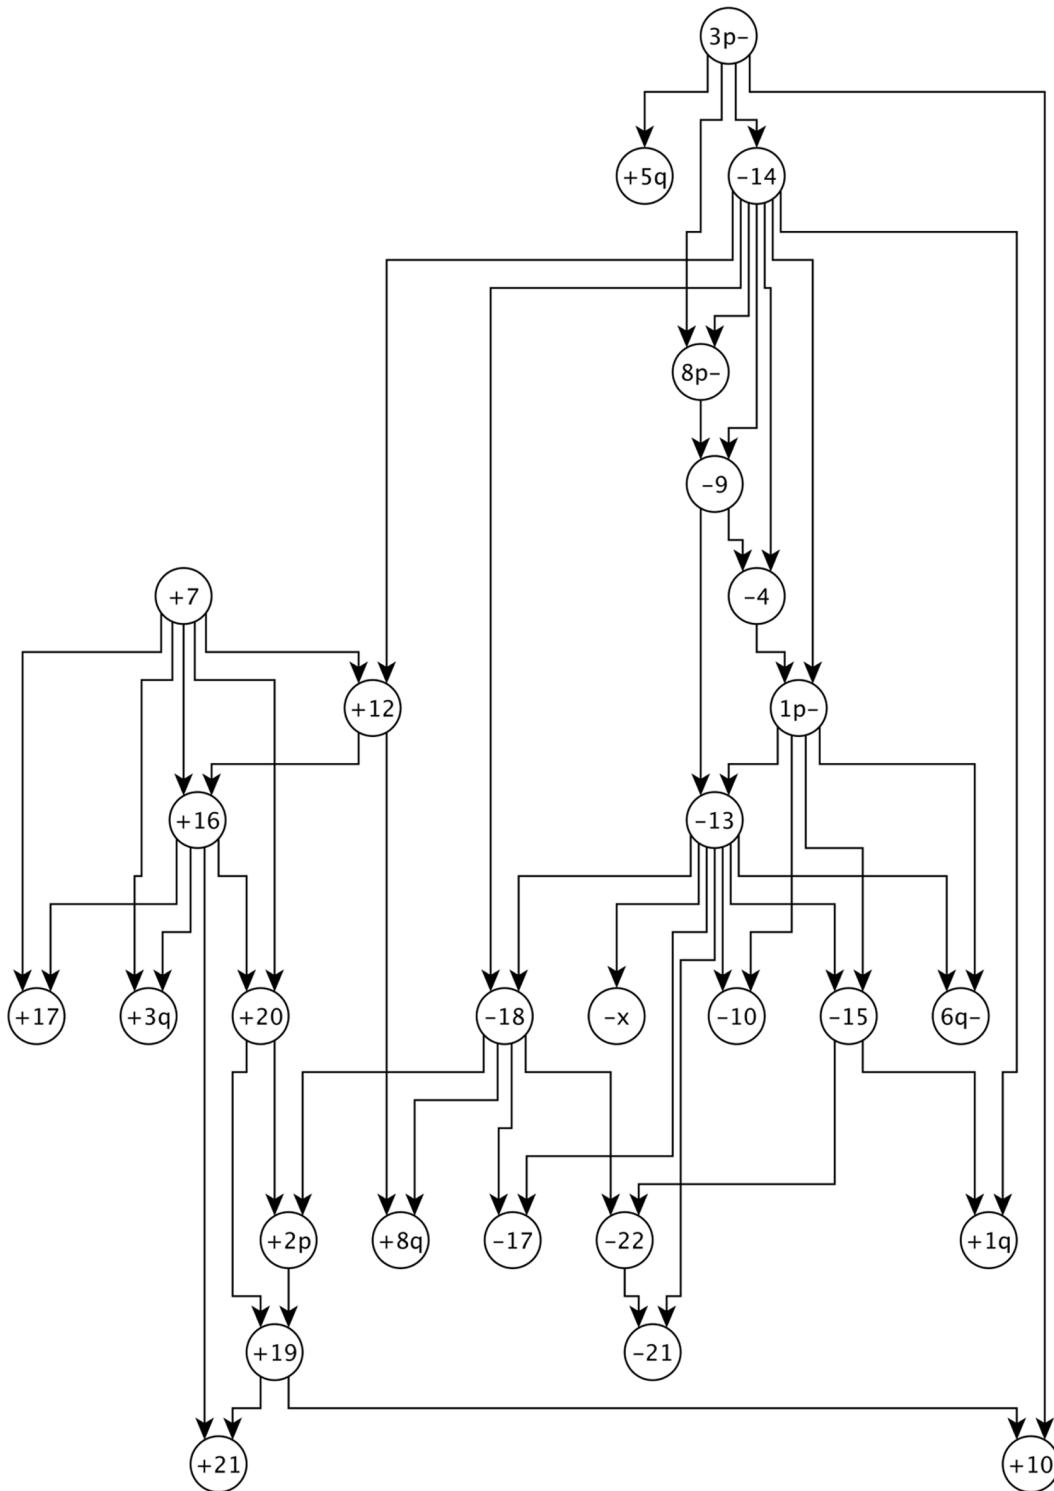 3p–
+5q
–14
8p–
–9
+7
–4
+12
1p–
+16
–13
+17
+3q
+20
–18
–x
–10
–15
6q–
+2p
+8q
–17
–22
+1q
+19
–21
+21
+10